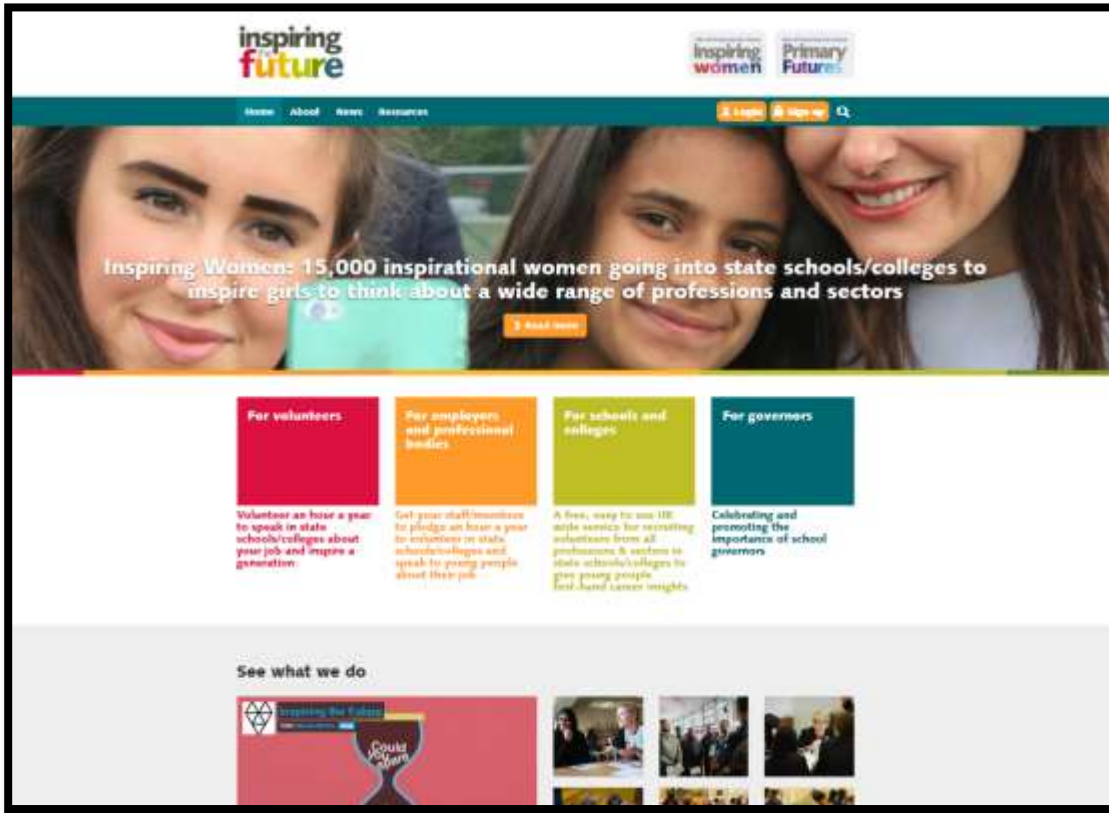 inspiring
the
future
Inspiring
women
Primary
Futures
Home About News Resources
Login Sign up
Inspiring Women: 15,000 inspirational women going into state schools/colleges to
inspire girls to think about a wide range of professions and sectors
Read more
For volunteers
Volunteer an hour a year
to speak in state
schools/colleges about
your job and inspire a
generation
For employers
and professional
bodies
Get your staff/members
to pledge an hour a year
to volunteer in state
schools/colleges and
speak to young people
about their job
For schools and
colleges
A free, easy to use UK
wide service for recruiting
volunteers from all
professions & sectors in
state schools/colleges to
give young people
first-hand career insights
For governors
Celebrating and
promoting the
importance of school
governors
See what we do
Inspiring the Future
Could
you
spare